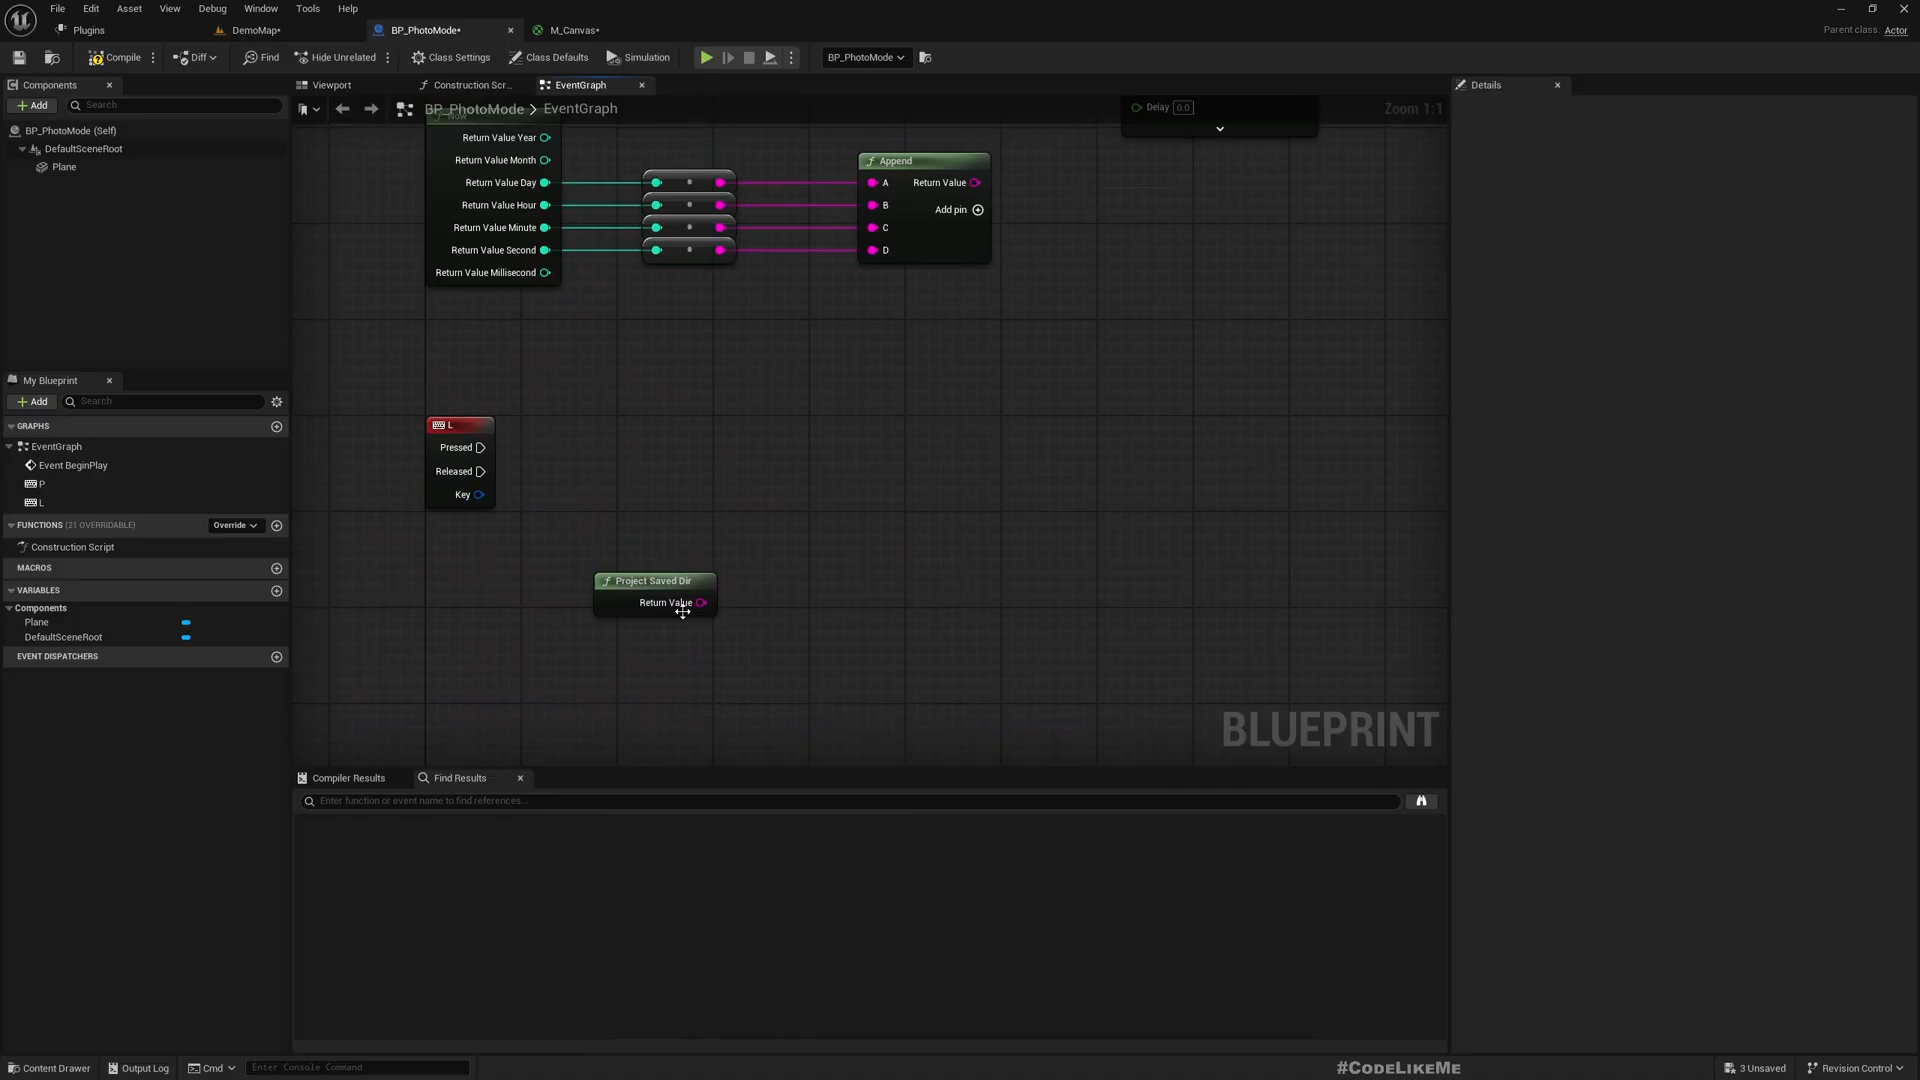 File Edit Asset View Debug Window Tools Help
Plugins
DemoMap*
BP_PhotoMode*
M_Canvas*
Parent class: Actor
Compile
Diff
Find
Hide Unrelated
Class Settings
Class Defaults
Simulation
BP_PhotoMode
Components
Add
Search
BP_PhotoMode (Self)
DefaultSceneRoot
Plane
Viewport
Construction Scr...
EventGraph
BP_PhotoMode > EventGraph
Zoom 1:1
Now
Return Value Year
Return Value Month
Return Value Day
Return Value Hour
Return Value Minute
Return Value Second
Return Value Millisecond
Append
A Return Value
B Add pin
C
D
Delay 0.0
L
Pressed
Released
Key
Project Saved Dir
Return Value
BLUEPRINT
My Blueprint
Add
Search
GRAPHS
EventGraph
Event BeginPlay
P
L
FUNCTIONS (21 OVERRIDABLE)
Override
Construction Script
MACROS
VARIABLES
Components
Plane
DefaultSceneRoot
EVENT DISPATCHERS
Compiler Results
Find Results
Enter function or event name to find references...
Details
Content Drawer
Output Log
Cmd
Enter Console Command
#CodeLikeMe
3 Unsaved
Revision Control